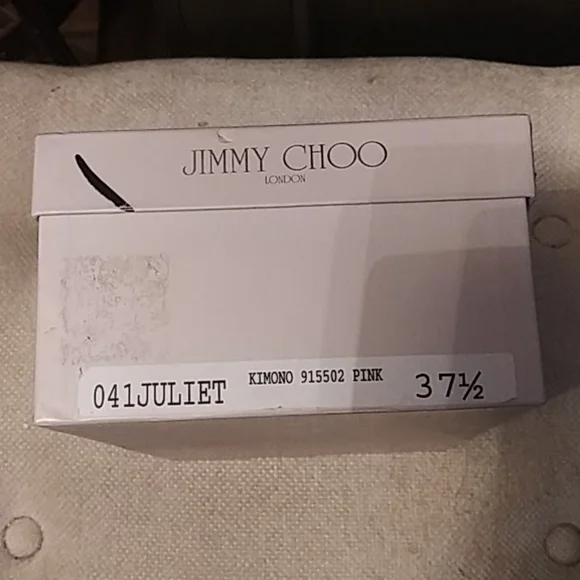 JIMMY CHOO
LONDON
041JULIET KIMONO 915502 PINK 37½